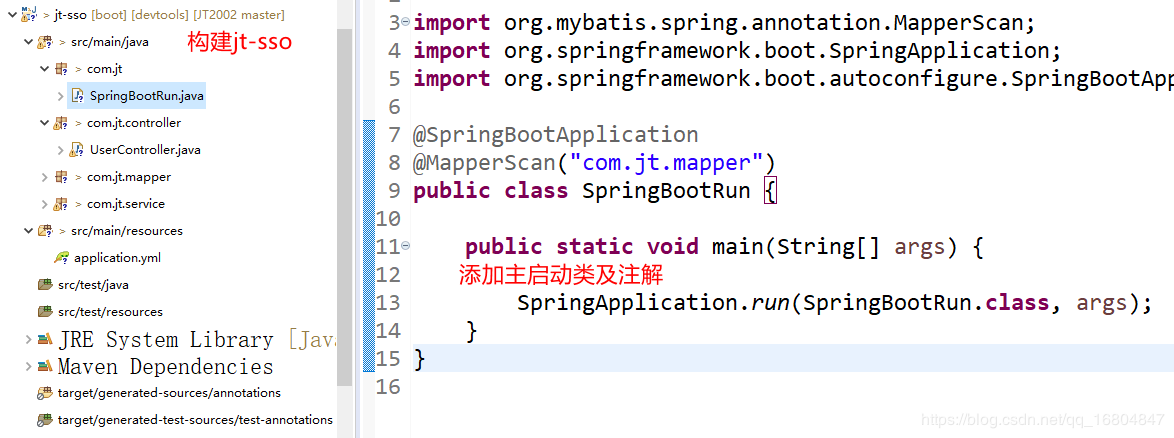 jt-sso [boot] [devtools] [JT2002 master]
src/main/java
构建jt-sso
com.jt
SpringBootRun.java
com.jt.controller
UserController.java
com.jt.mapper
com.jt.service
src/main/resources
application.yml
src/test/java
src/test/resources
JRE System Library [Java
Maven Dependencies
target/generated-sources/annotations
target/generated-test-sources/test-annotations
3 import org.mybatis.spring.annotation.MapperScan;
4 import org.springframework.boot.SpringApplication;
5 import org.springframework.boot.autoconfigure.SpringBootApp
6
7 @SpringBootApplication
8 @MapperScan("com.jt.mapper")
9 public class SpringBootRun {
10
11 public static void main(String[] args) {
12 添加主启动类及注解
13 SpringApplication.run(SpringBootRun.class, args);
14 }
15 }
16
https://blog.csdn.net/qq_16804847